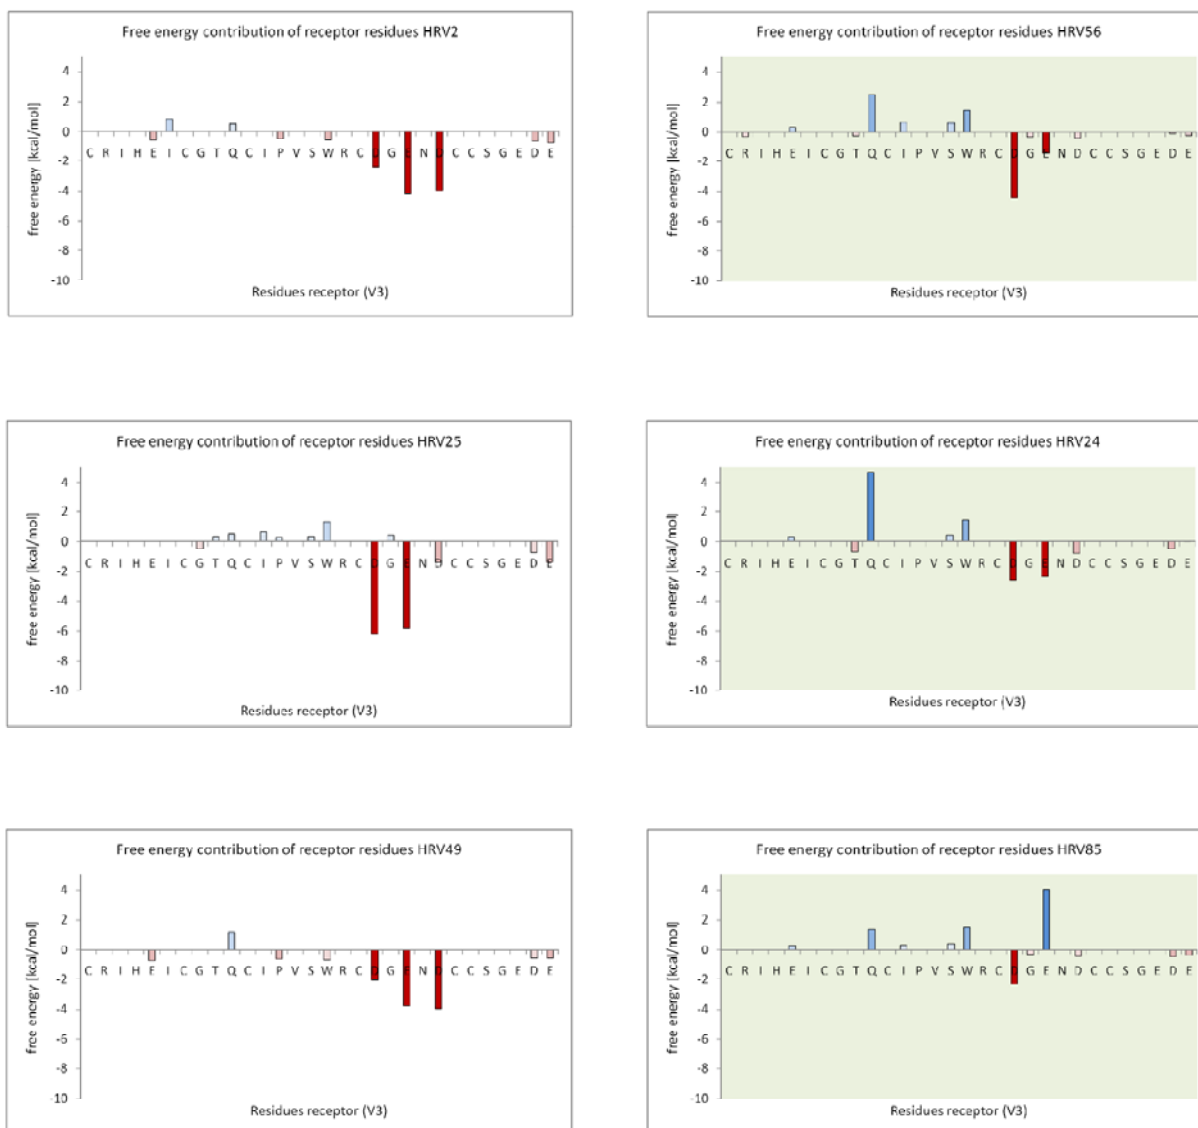 Free energy contribution of receptor residues HRV2
free energy [kcal/mol]
4
2
0
-2
-4
-6
-8
-10
C R I H E I C G T Q C I P V S W R C D G E N D C C S G E D E
Residues receptor (V3)
Free energy contribution of receptor residues HRV56
free energy [kcal/mol]
4
2
0
-2
-4
-6
-8
-10
C R I H E I C G T Q C I P V S W R C D G E N D C C S G E D E
Residues receptor (V3)
Free energy contribution of receptor residues HRV25
free energy [kcal/mol]
4
2
0
-2
-4
-6
-8
-10
C R I H E I C G T Q C I P V S W R C D G E N D C C S G E D E
Residues receptor (V3)
Free energy contribution of receptor residues HRV24
free energy [kcal/mol]
4
2
0
-2
-4
-6
-8
-10
C R I H E I C G T Q C I P V S W R C D G E N D C C S G E D E
Residues receptor (V3)
Free energy contribution of receptor residues HRV49
free energy [kcal/mol]
4
2
0
-2
-4
-6
-8
-10
C R I H E I C G T Q C I P V S W R C D G E N D C C S G E D E
Residues receptor (V3)
Free energy contribution of receptor residues HRV85
free energy [kcal/mol]
4
2
0
-2
-4
-6
-8
-10
C R I H E I C G T Q C I P V S W R C D G E N D C C S G E D E
Residues receptor (V3)